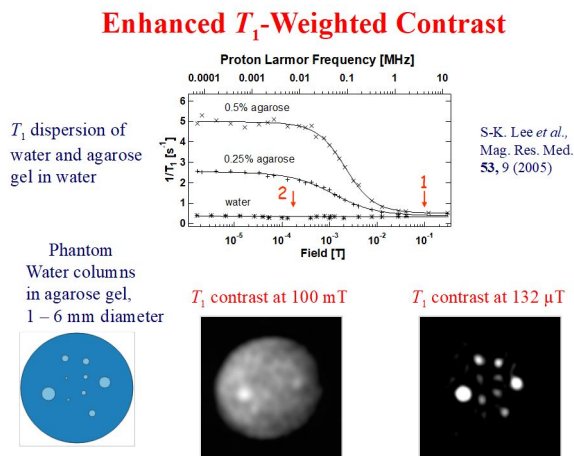 Enhanced T1-Weighted Contrast
Proton Larmor Frequency [MHz]
0.0001 0.001 0.01 0.1 1 10
T1 dispersion of
water and agarose
gel in water
1/T1 [s-1]
6
5
4
3
2
1
0
0.5% agarose
0.25% agarose
water
2
1
10-5 10-4 10-3 10-2 10-1
Field [T]
S-K. Lee et al.,
Mag. Res. Med.
53, 9 (2005)
Phantom
Water columns
in agarose gel,
1 – 6 mm diameter
T1 contrast at 100 mT
T1 contrast at 132 µT